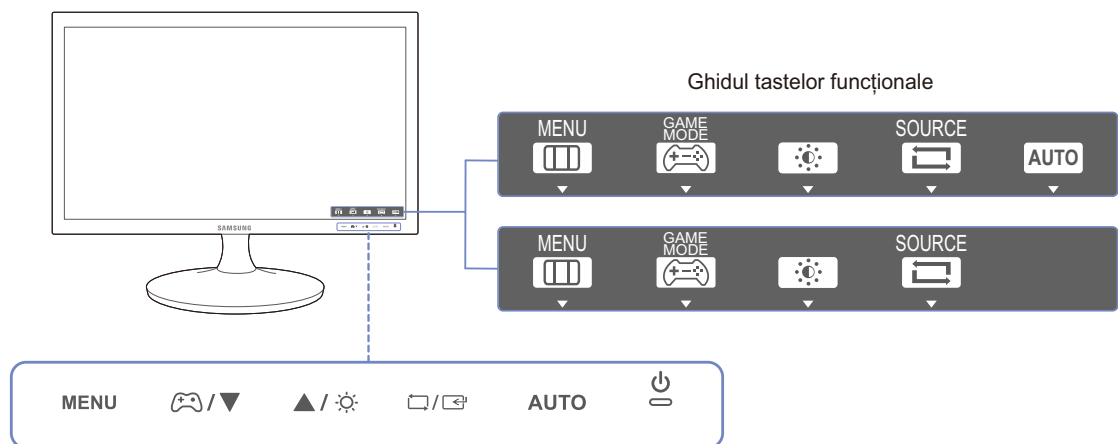 Ghidul tastelor funcționale
MENU
GAME
MODE
SOURCE
AUTO
SAMSUNG
MENU
GAME
MODE
SOURCE
MENU
AUTO